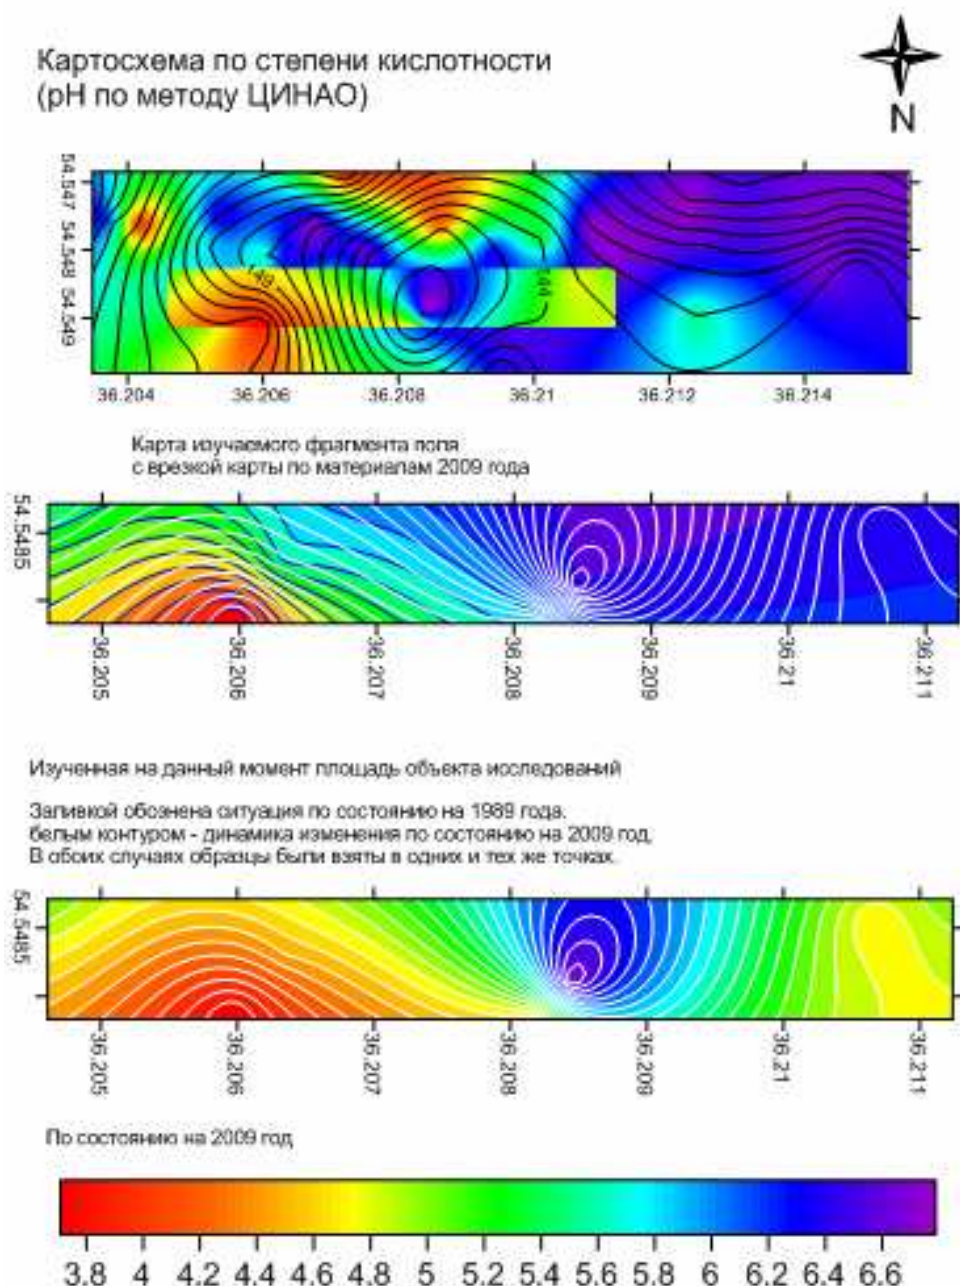 Картосхема по степени кислотности
(pH по методу ЦИНАО)
N
54.547 54.548 54.549
149
144
36.204 36.206 36.208 36.21 36.212 36.214
Карта изучаемого фрагмента поля
с врезкой карты по материалам 2009 года
54.5485
36.205 36.206 36.207 36.208 36.209 36.21 36.211
Изученная на данный момент площадь объекта исследований
Заливкой обознена ситуация по состоянию на 1989 года.
белым контуром - динамика изменения по состоянию на 2009 год.
В обоих случаях образцы были взяты в одних и тех же точках.
54.5485
36.205 36.206 36.207 36.208 36.209 36.21 36.211
По состоянию на 2009 год
3.8 4 4.2 4.4 4.6 4.8 5 5.2 5.4 5.6 5.8 6 6.2 6.4 6.6